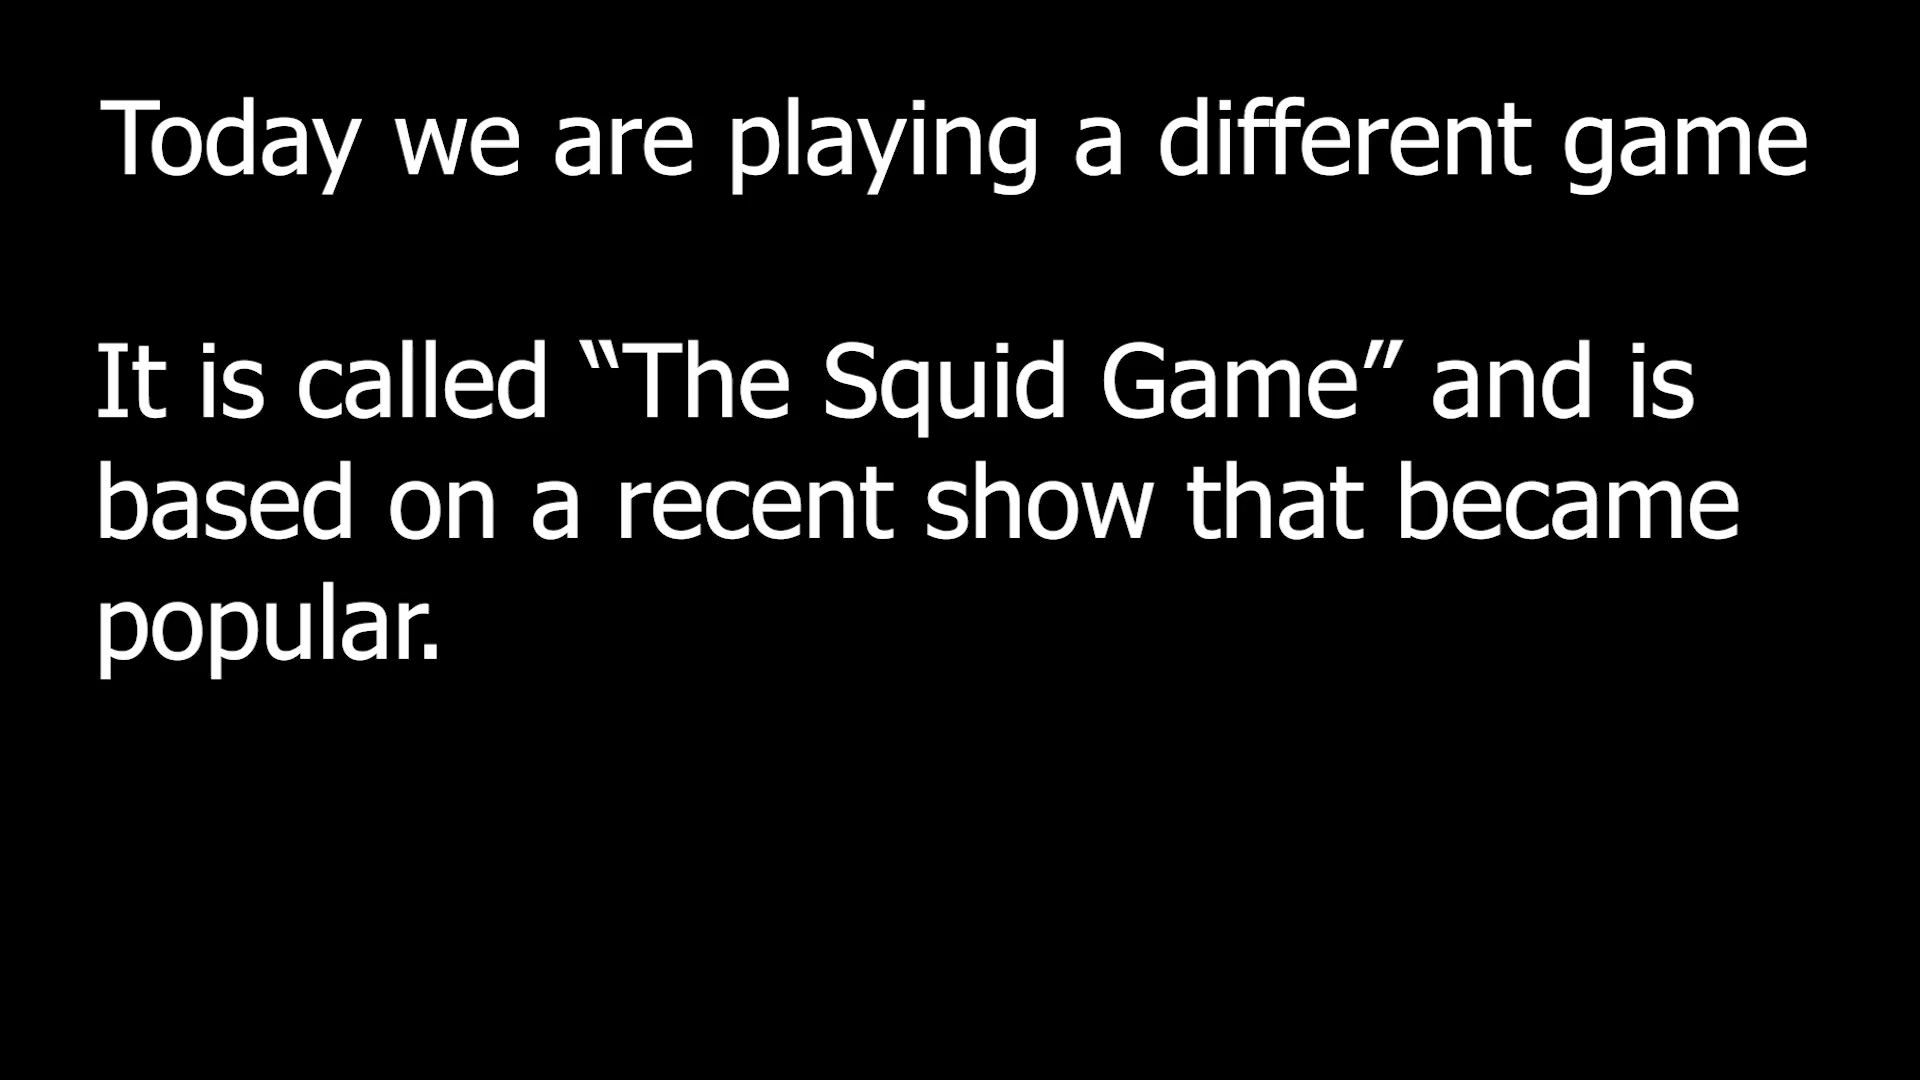 Today we are playing a different game
It is called “The Squid Game” and is
based on a recent show that became
popular.